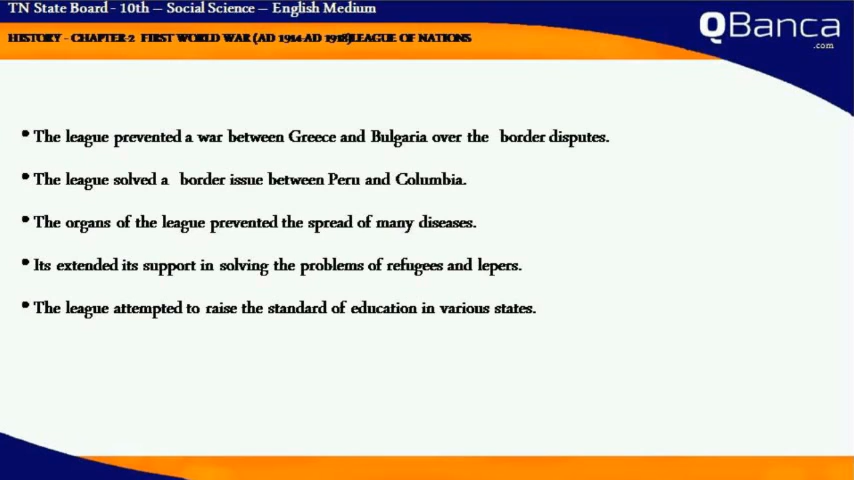 TN State Board - 10th – Social Science – English Medium
HISTORY - CHAPTER-2 FIRST WORLD WAR (AD 1914-AD 1918)LEAGUE OF NATIONS
QBanca
.com
• The league prevented a war between Greece and Bulgaria over the border disputes.
• The league solved a border issue between Peru and Columbia.
• The organs of the league prevented the spread of many diseases.
• Its extended its support in solving the problems of refugees and lepers.
• The league attempted to raise the standard of education in various states.